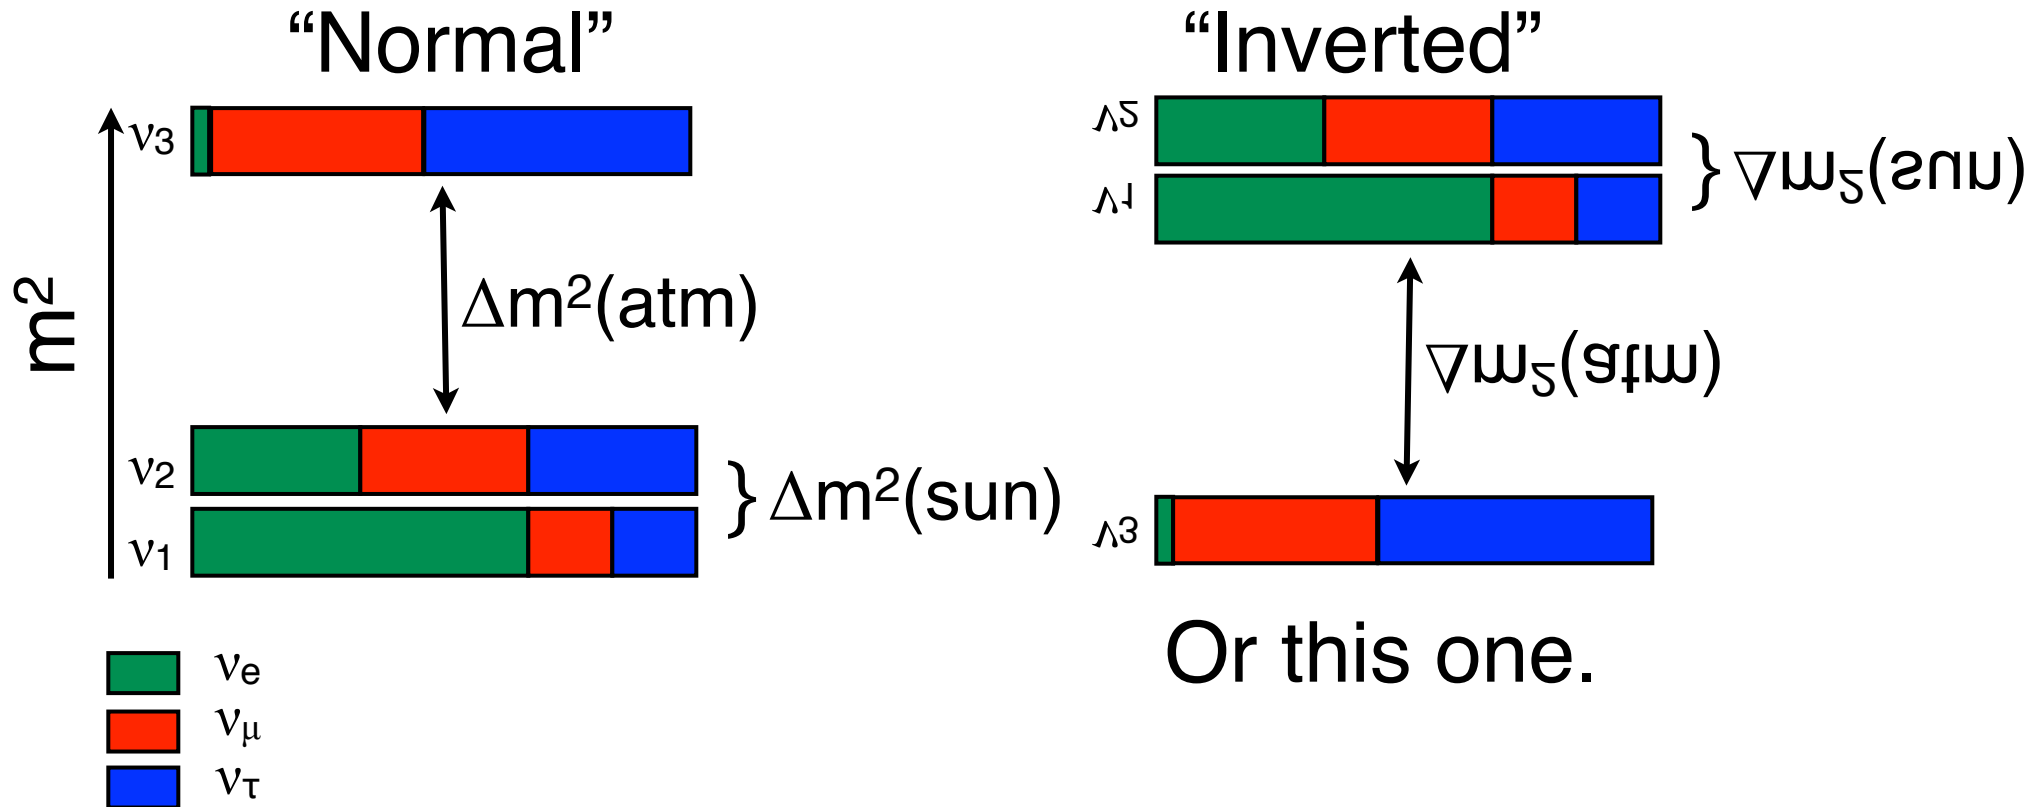 “Normal”
ν3
m²
Δm²(atm)
ν2
ν1
} Δm²(sun)
νe
νμ
ντ
“Inverted”
ν2
ν1
} Δm²(sun)
Δm²(atm)
ν3
Or this one.